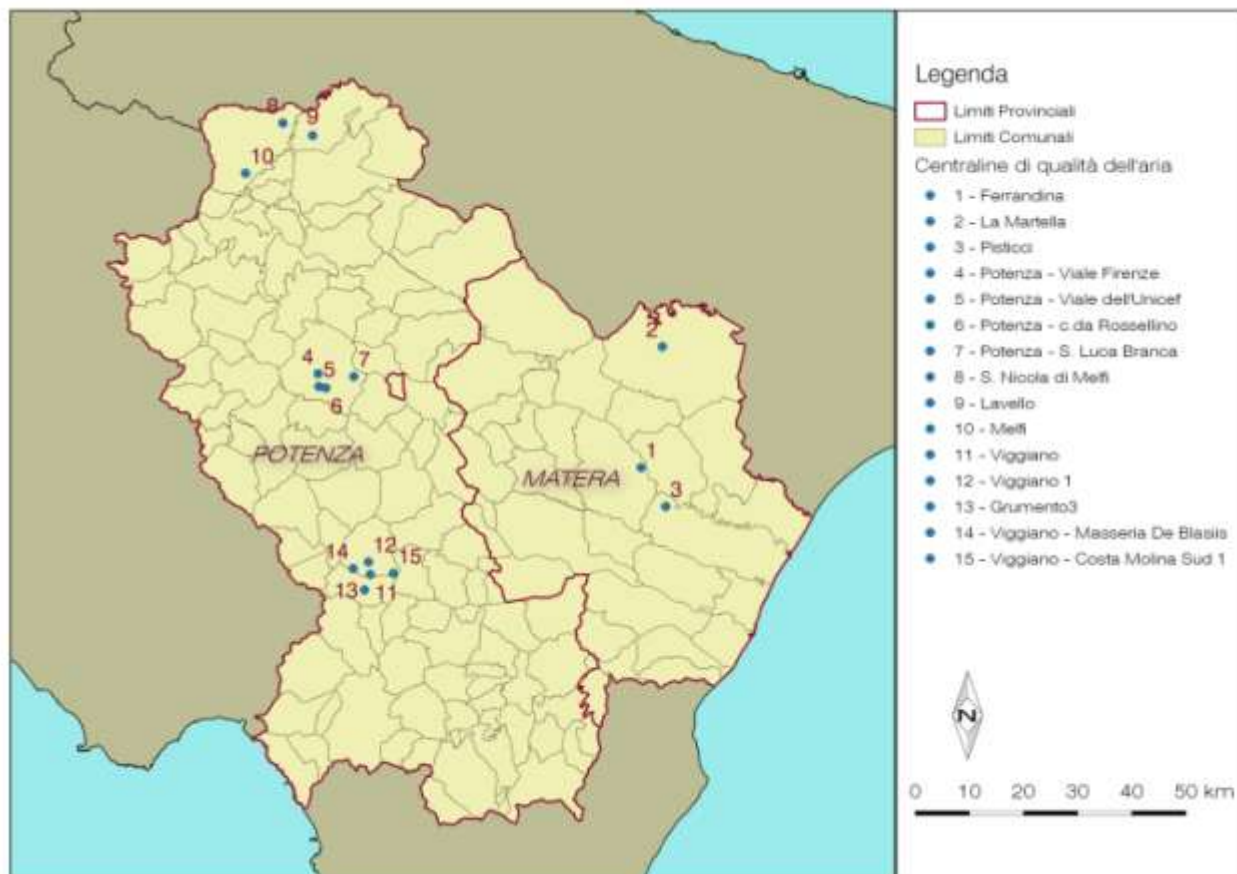 8
9
10
2
4
5
7
6
POTENZA
1
MATERA
3
14
12
15
13
11
Legenda
Limiti Provinciali
Limiti Comunali
Centraline di qualità dell'aria
1 - Ferrandina
2 - La Martella
3 - Pisticci
4 - Potenza - Viale Firenze
5 - Potenza - Viale dell'Unicef
6 - Potenza - c.da Rossellino
7 - Potenza - S. Luca Branca
8 - S. Nicola di Melfi
9 - Lavello
10 - Melfi
11 - Viggiano
12 - Viggiano 1
13 - Grumento3
14 - Viggiano - Masseria De Blasiis
15 - Viggiano - Costa Molina Sud 1
N
0 10 20 30 40 50 km